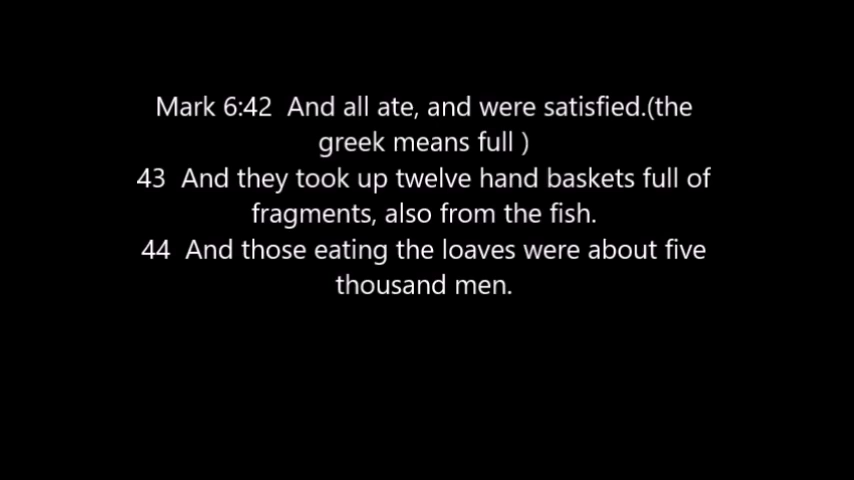 Mark 6:42  And all ate, and were satisfied.(the
greek means full )
43  And they took up twelve hand baskets full of
fragments, also from the fish.
44  And those eating the loaves were about five
thousand men.